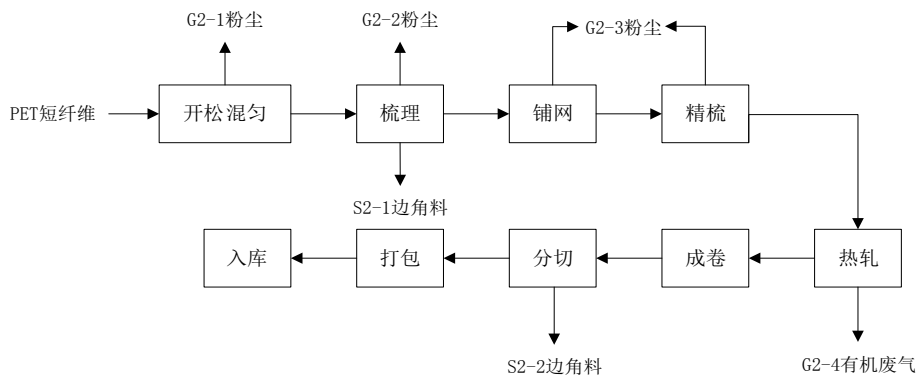 G2-1粉尘
G2-2粉尘
G2-3粉尘
PET短纤维
开松混匀
梳理
铺网
精梳
S2-1边角料
入库
打包
分切
成卷
热轧
S2-2边角料
G2-4有机废气